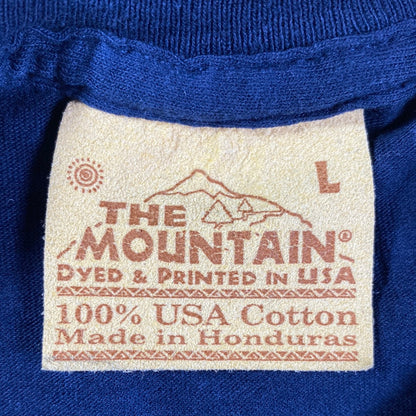 L
THE
MOUNTAIN®
DYED & PRINTED IN USA
100% USA Cotton
Made in Honduras